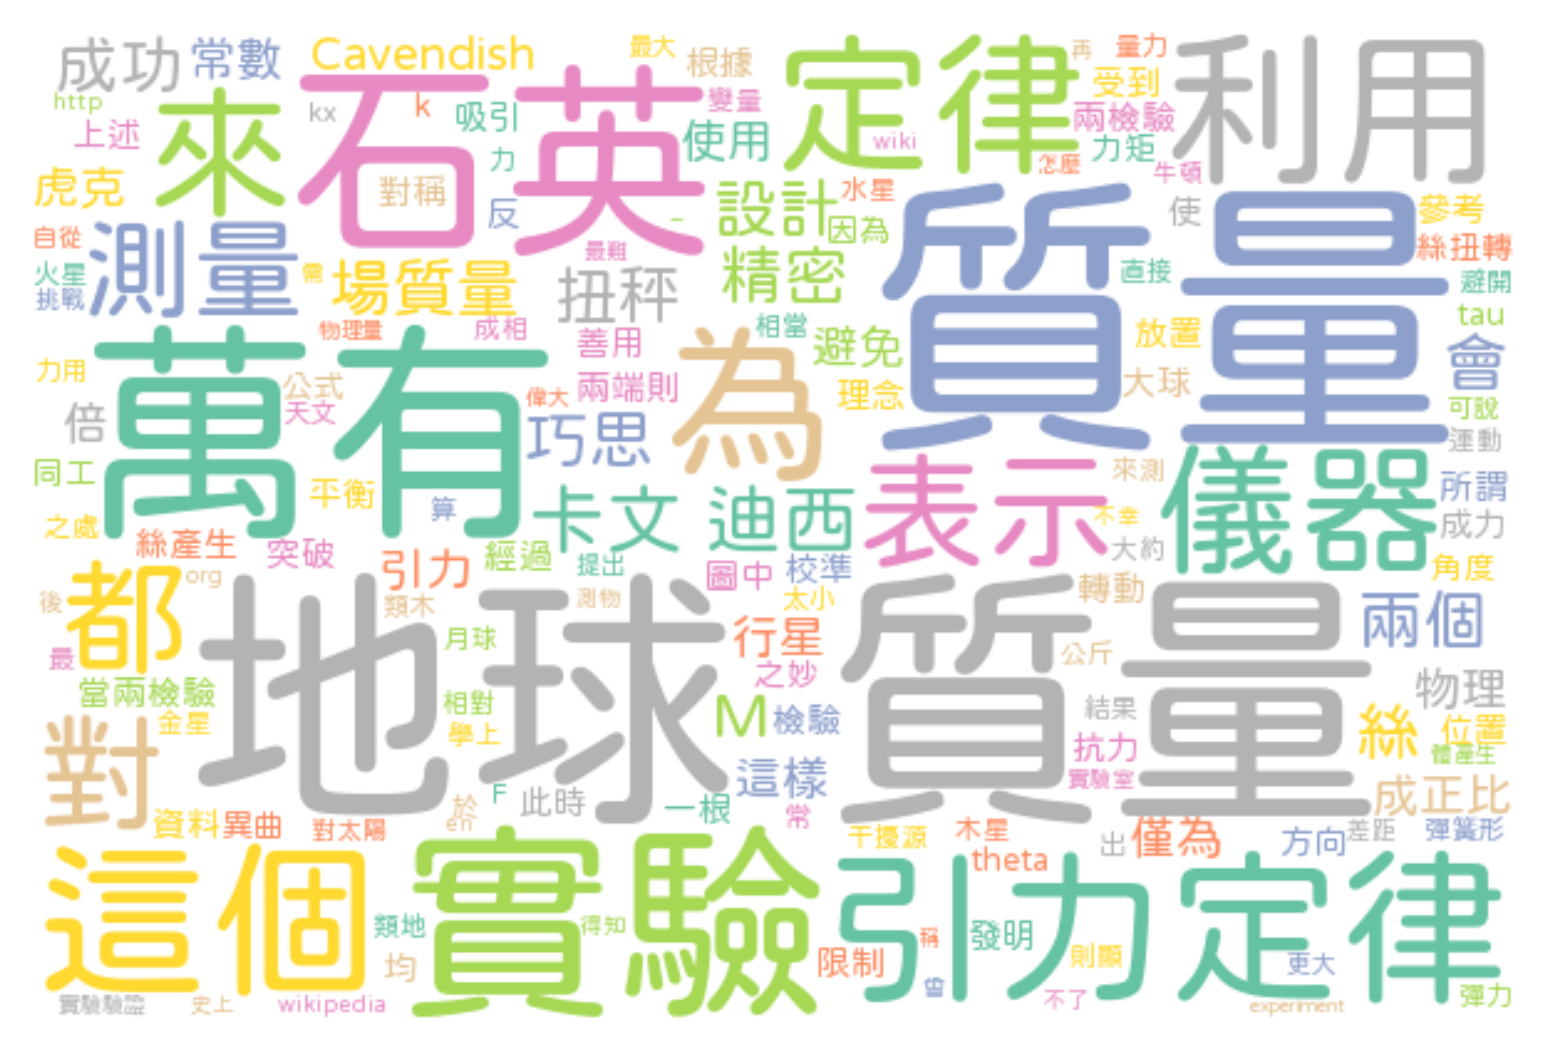 成功 常數 Cavendish 最大 根據 定律 再 量力 利用
http 來 石英 kx k 吸引 變量 受到
上述 力 使用 wiki 兩檢驗 力矩 怎麼 牛頓
虎克 對稱 反 設計 水星 質量 使 參考
自從 測量 最難 因為 絲扭轉
火星 需 場質量 扭秤 精密 直接 避開
挑戰 物理量 成相 相當 tau
萬有 善用 為 避免 放置 會
力用 公式 兩端則 理念 大球 可說
倍 天文 偉大 巧思 運動
同工 平衡 表示 來測 儀器 所謂
之處 算 卡文 迪西 不幸 成力
絲產生 突破 引力 經過 提出 圖中 校準 大約 角度
都 org 地球 類木 測物 太小 質量 轉動 兩個
後 月球 行星 公斤
最 之妙 物理
當兩檢驗 相對 M 檢驗 結果 絲 位置
對 金星 學上 抗力 體產生
這樣 實驗室 成正比
資料 異曲 對太陽 於 en F 此時 一根 常 干擾源 木星 出 僅為 方向 差距 彈簧形
這個 實驗 theta 引力定律
類地 得知 稱 發明 則顯 更大
均 限制 曾 不了 彈力
實驗驗證 史上 wikipedia experiment